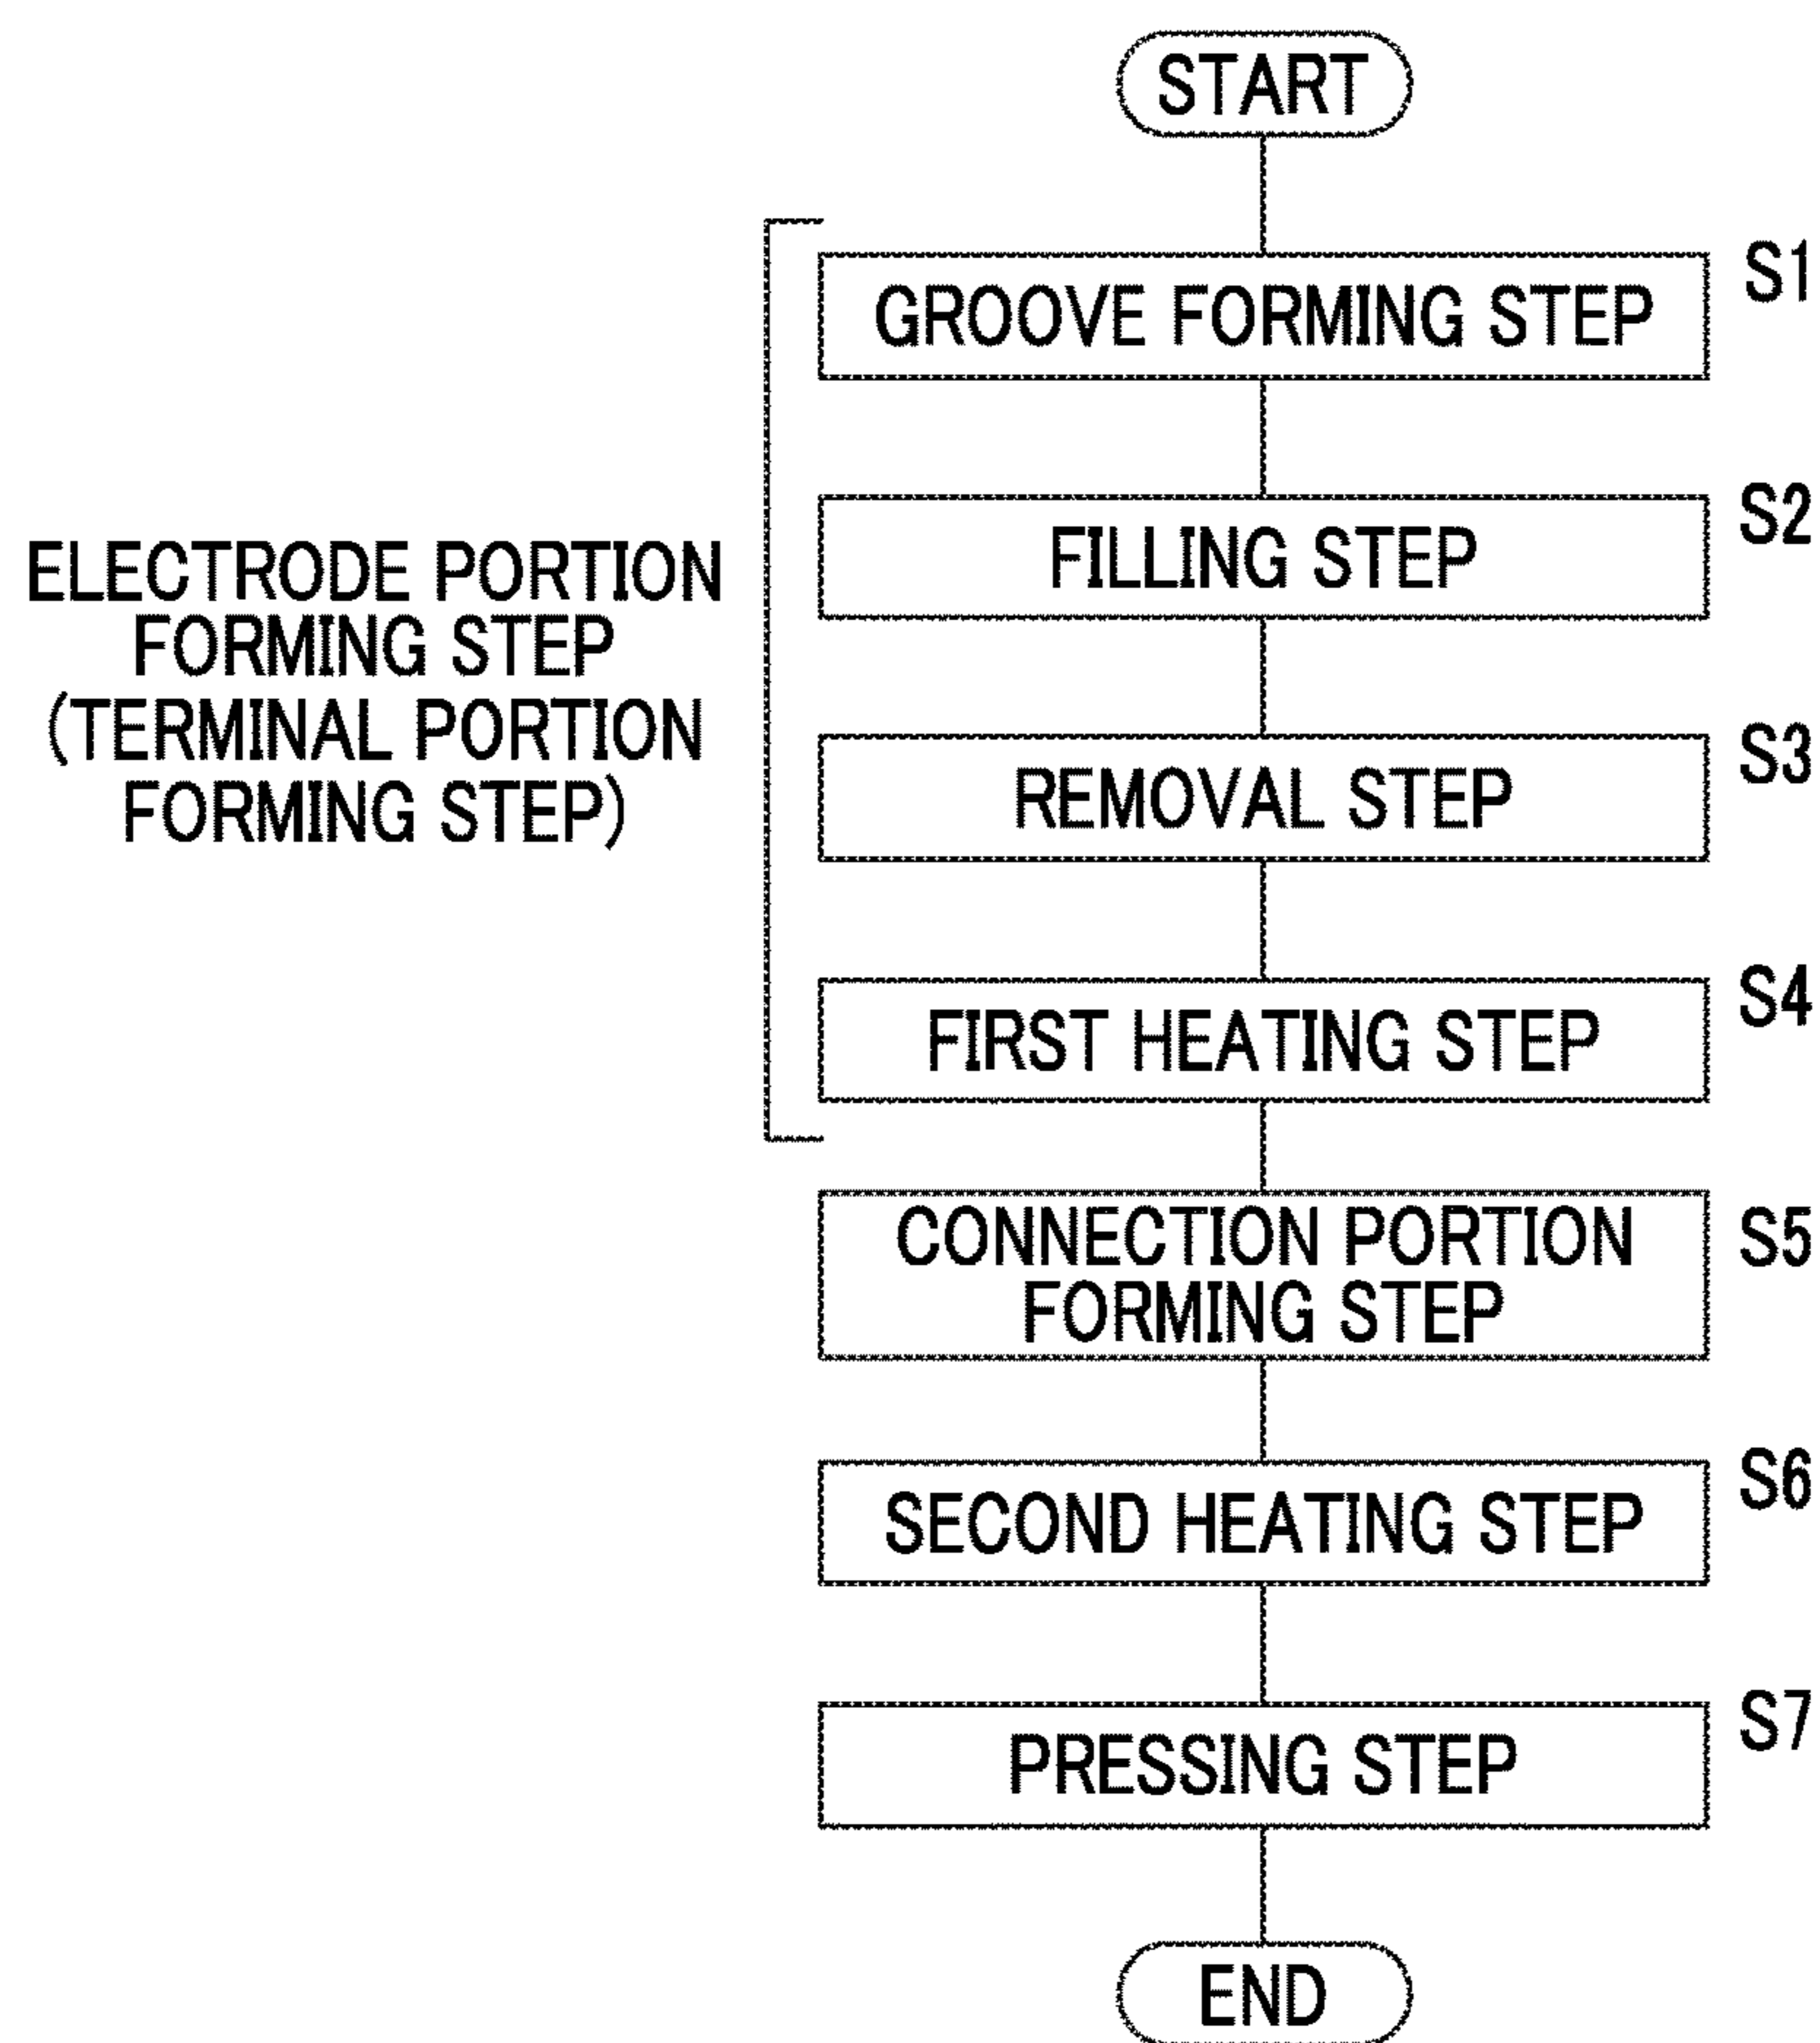 START
S1
GROOVE FORMING STEP
S2
FILLING STEP
ELECTRODE PORTION
FORMING STEP
(TERMINAL PORTION
FORMING STEP)
S3
REMOVAL STEP
S4
FIRST HEATING STEP
S5
CONNECTION PORTION
FORMING STEP
S6
SECOND HEATING STEP
S7
PRESSING STEP
END